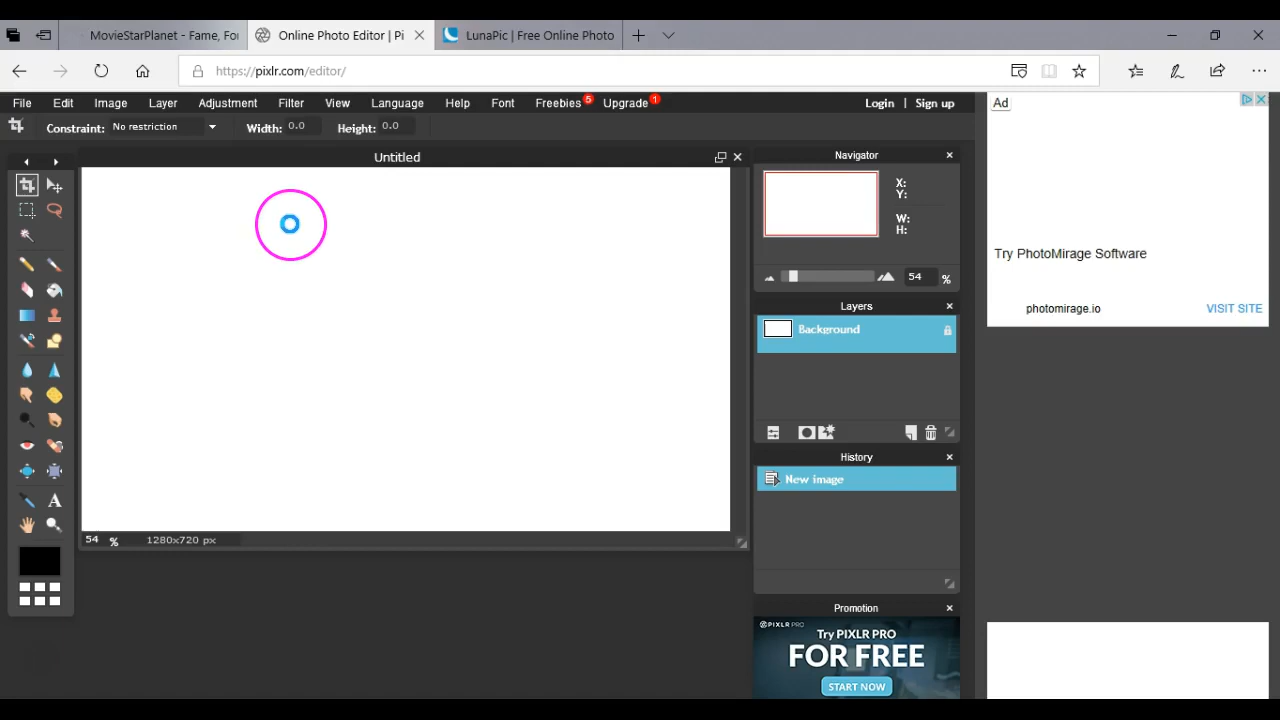 MovieStarPlanet - Fame, For
Online Photo Editor | Pi
LunaPic | Free Online Photo
https://pixlr.com/editor/
File Edit Image Layer Adjustment Filter View Language Help Font Freebies 5 Upgrade 1 Login | Sign up
Constraint: No restriction Width: 0.0 Height: 0.0
Untitled
54 % 1280x720 px
Navigator
X:
Y:
W:
H:
54 %
Layers
Background
History
New image
Promotion
PIXLR PRO
Try PIXLR PRO
FOR FREE
START NOW
A
Ad
Try PhotoMirage Software
photomirage.io VISIT SITE